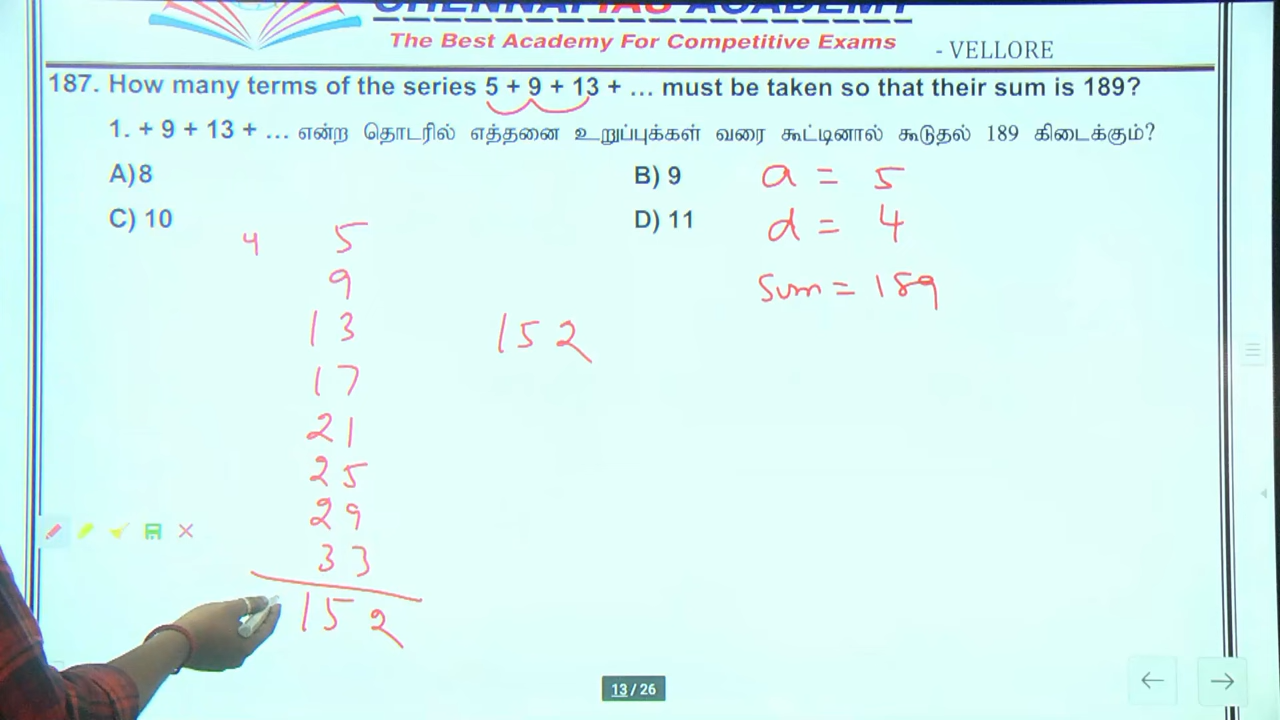 CHENNAI IAS ACADEMY
The Best Academy For Competitive Exams
- VELLORE
187. How many terms of the series 5 + 9 + 13 + ... must be taken so that their sum is 189?
1. + 9 + 13 + ... என்ற தொடரில் எத்தனை உறுப்புக்கள் வரை கூட்டினால் கூடுதல் 189 கிடைக்கும்?
A) 8
B) 9
C) 10
D) 11
a = 5
d = 4
Sum = 189
4
5
9
13
17
21
25
29
33
152
152
13 / 26